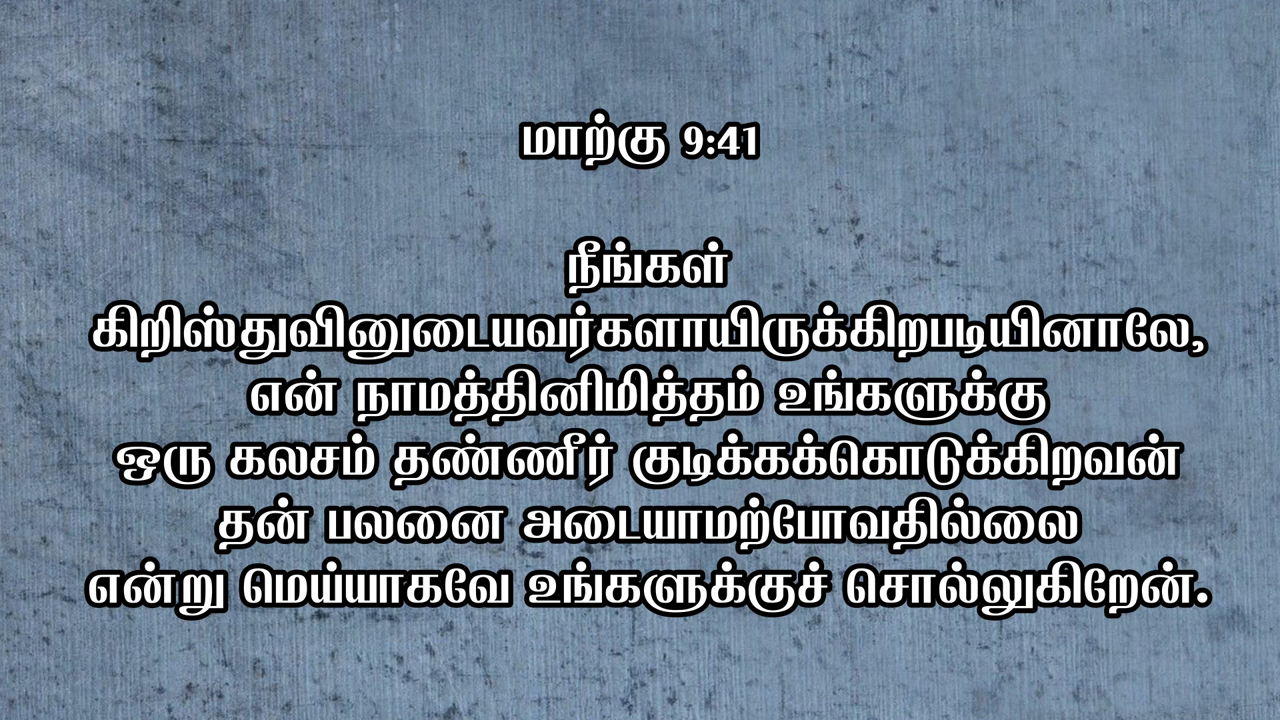 மாற்கு 9:41
நீங்கள்
கிறிஸ்துவினுடையவர்களாயிருக்கிறபடியினாலே,
என் நாமத்தினிமித்தம் உங்களுக்கு
ஒரு கலசம் தண்ணீர் குடிக்கக்கொடுக்கிறவன்
தன் பலனை அடையாமற்போவதில்லை
என்று மெய்யாகவே உங்களுக்குச் சொல்லுகிறேன்.